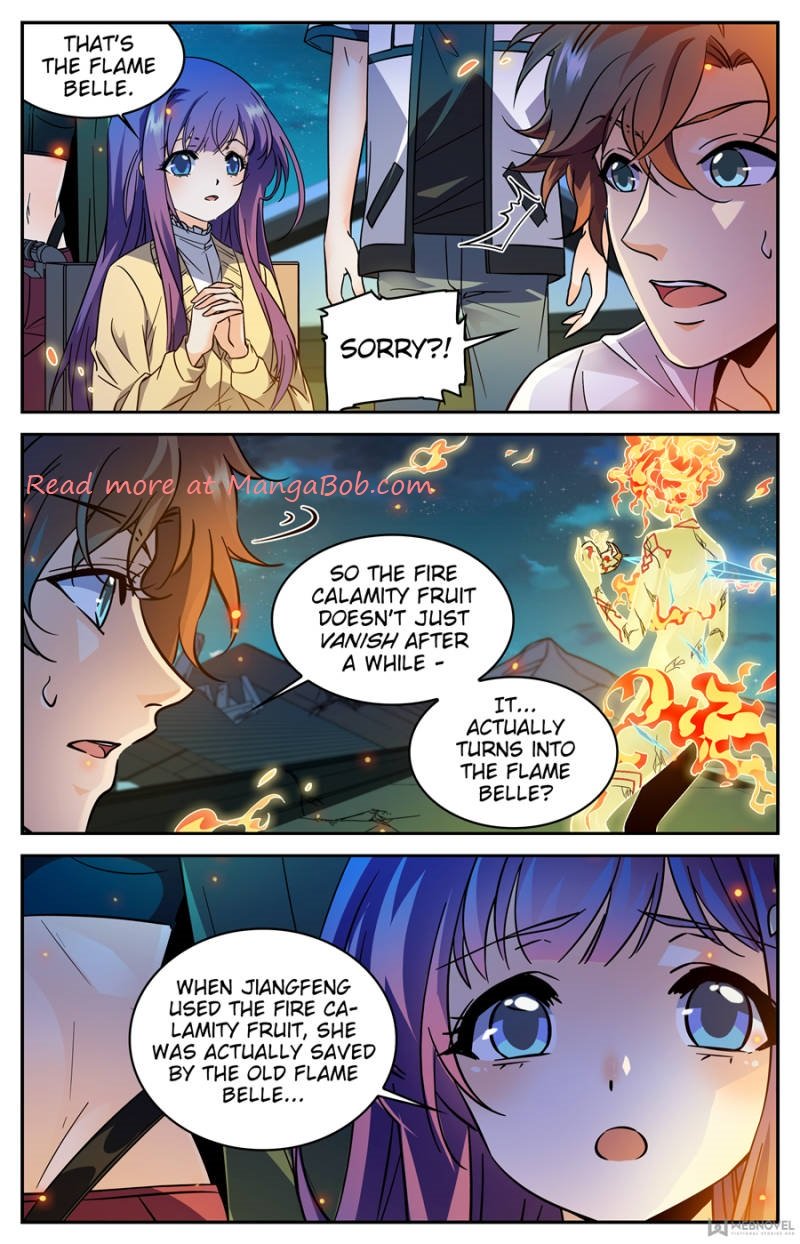 THAT'S
THE FLAME
BELLE.
SORRY?!
Read more at MangaBob.com
SO THE FIRE
CALAMITY FRUIT
DOESN'T JUST
VANISH AFTER
A WHILE -
IT...
ACTUALLY
TURNS INTO
THE FLAME
BELLE?
WHEN JIANGFENG
USED THE FIRE CA-
LAMITY FRUIT, SHE
WAS ACTUALLY SAVED
BY THE OLD FLAME
BELLE...
WEBNOVEL